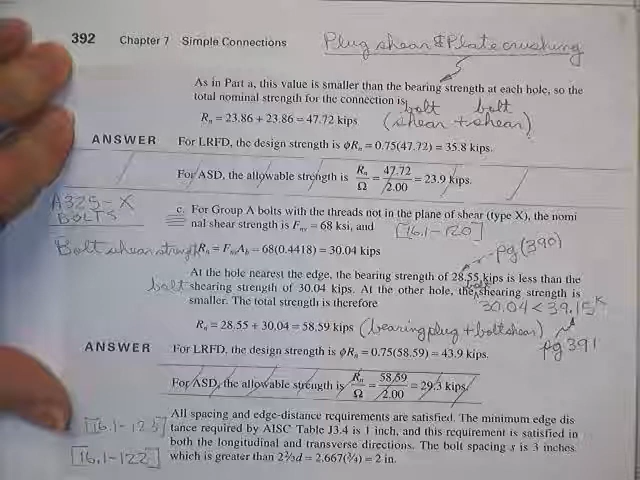 392 Chapter 7 Simple Connections
Plug shear & Plate crushing
As in Part a, this value is smaller than the bearing strength at each hole, so the
total nominal strength for the connection is
bolt bolt
Rn = 23.86 + 23.86 = 47.72 kips (shear + shear)
ANSWER For LRFD, the design strength is ϕRn = 0.75(47.72) = 35.8 kips.
For ASD, the allowable strength is Rn/Ω = 47.72/2.00 = 23.9 kips.
A325-X
BOLTS
c. For Group A bolts with the threads not in the plane of shear (type X), the nomi
nal shear strength is Fnv = 68 ksi, and [16.1-120]
Bolt shear strength Rn = FnvAb = 68(0.4418) = 30.04 kips
pg (390)
At the hole nearest the edge, the bearing strength of 28.55 kips is less than the
bolt shearing strength of 30.04 kips. At the other hole, the bolt shearing strength is
smaller. The total strength is therefore
30.04 < 39.15 K
Rn = 28.55 + 30.04 = 58.59 kips (bearing plug + bolt shear)
pg 391
ANSWER For LRFD, the design strength is ϕRn = 0.75(58.59) = 43.9 kips.
For ASD, the allowable strength is Rn/Ω = 58.59/2.00 = 29.3 kips.
All spacing and edge-distance requirements are satisfied. The minimum edge dis
[16.1-123] tance required by AISC Table J3.4 is 1 inch, and this requirement is satisfied in
both the longitudinal and transverse directions. The bolt spacing s is 3 inches.
[16.1-122] which is greater than 2⅔d = 2.667(¾) = 2 in.